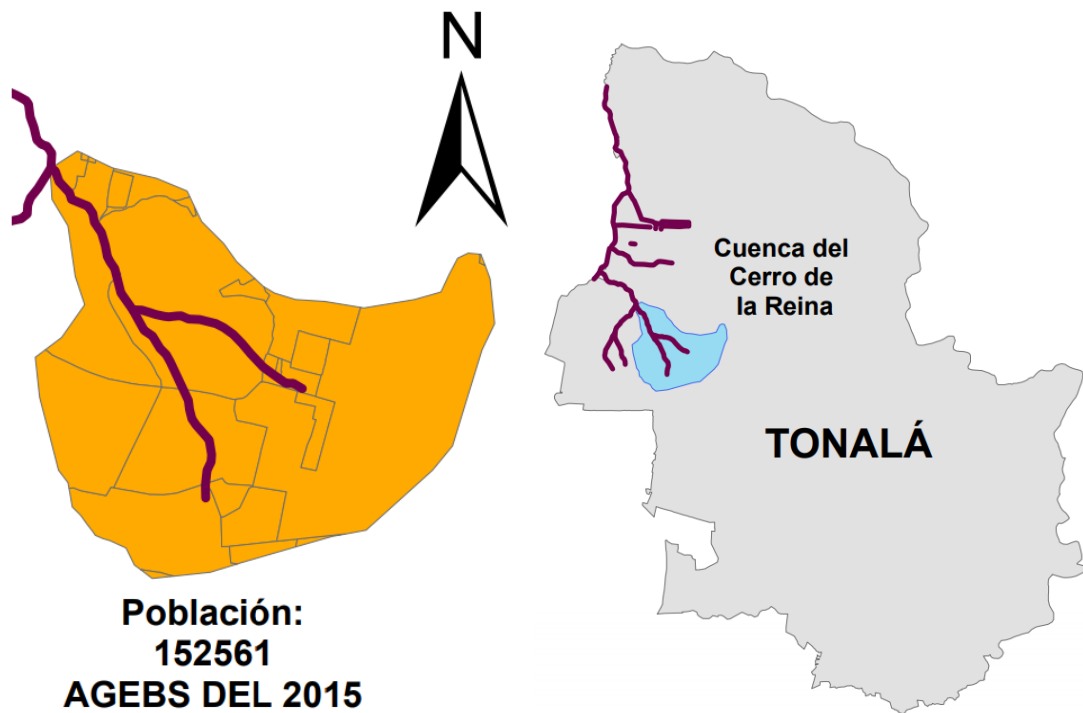 N
Cuenca del
Cerro de
la Reina
TONALÁ
Población:
152561
AGEBS DEL 2015